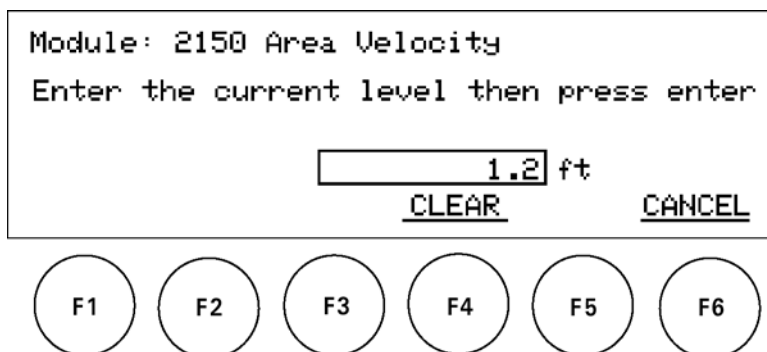 Module: 2150 Area Velocity
Enter the current level then press enter
1.2 ft
CLEAR CANCEL
F1 F2 F3 F4 F5 F6